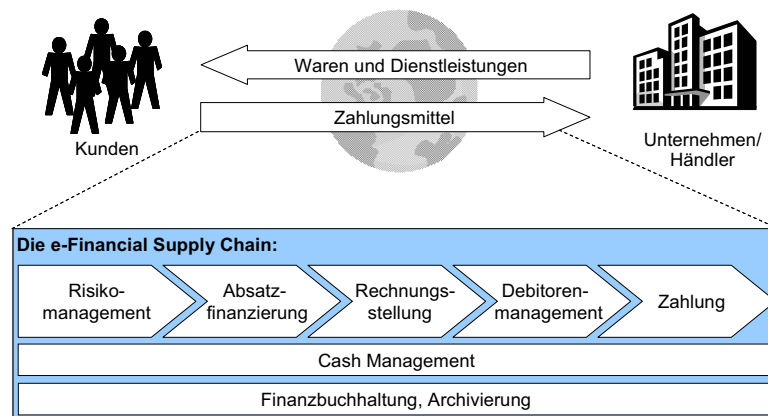 Waren und Dienstleistungen
Zahlungsmittel
Kunden
Unternehmen/
Händler
Die e-Financial Supply Chain:
Risiko-
management
Absatz-
finanzierung
Rechnungs-
stellung
Debitoren-
management
Zahlung
Cash Management
Finanzbuchhaltung, Archivierung